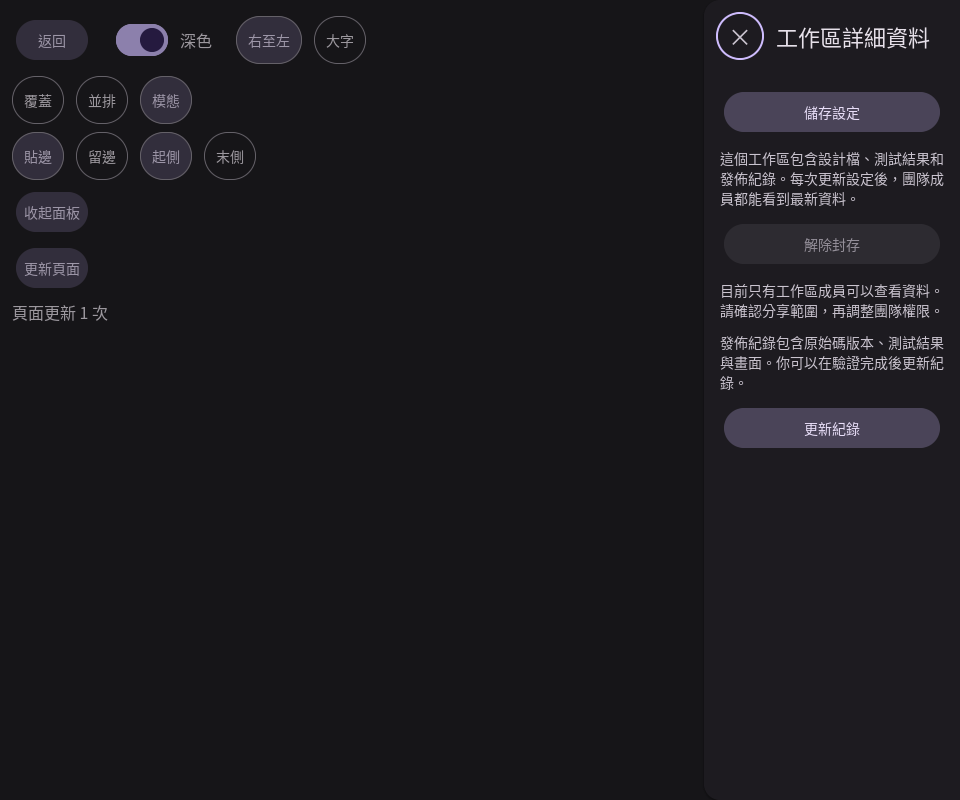 返回
深色
右至左
大字
覆蓋
並排
模態
貼邊
留邊
起側
末側
收起面板
更新頁面
頁面更新 1 次
工作區詳細資料
儲存設定
這個工作區包含設計檔、測試結果和
發佈紀錄。每次更新設定後，團隊成
員都能看到最新資料。
解除封存
目前只有工作區成員可以查看資料。
請確認分享範圍，再調整團隊權限。
發佈紀錄包含原始碼版本、測試結果
與畫面。你可以在驗證完成後更新紀
錄。
更新紀錄